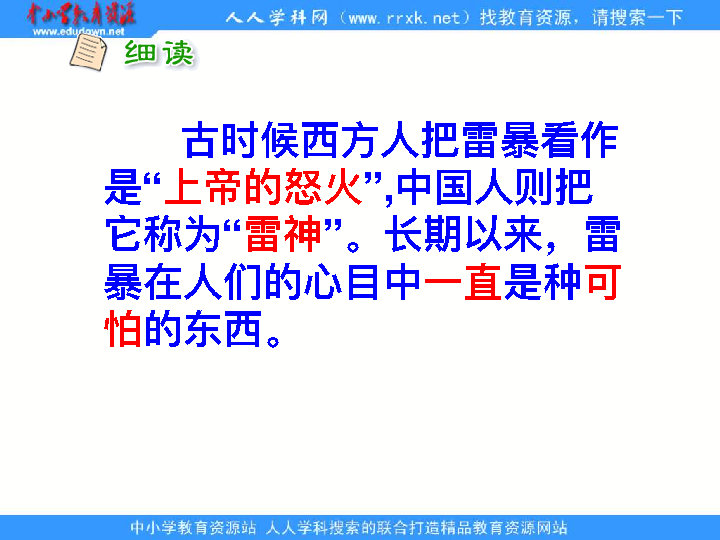 中小学教育资源
www.edudown.net
人人学科网（www.rrxk.net）找教育资源，请搜索一下
细读
古时候西方人把雷暴看作
是“上帝的怒火”,中国人则把
它称为“雷神”。长期以来，雷
暴在人们的心目中一直是种可
怕的东西。
中小学教育资源站 人人学科搜索的联合打造精品教育资源网站